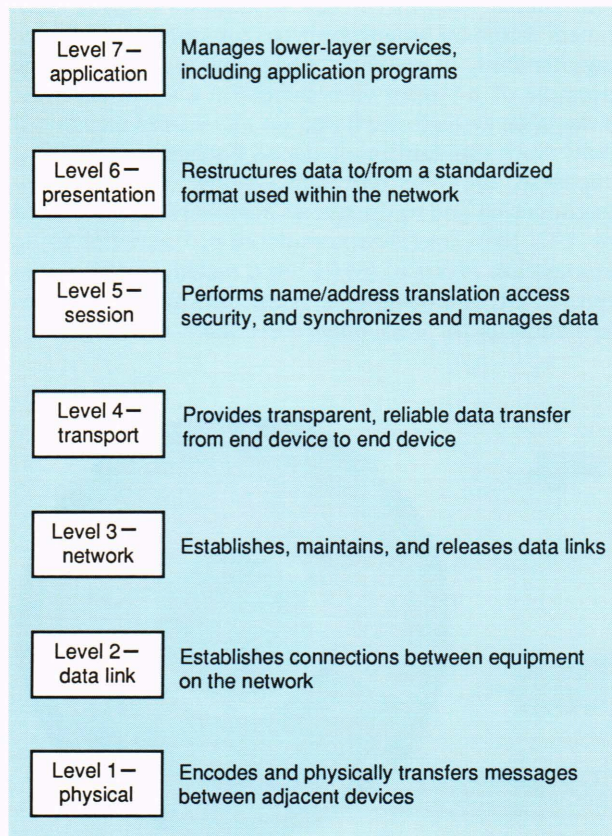 Level 7—
application
Manages lower-layer services,
including application programs
Level 6—
presentation
Restructures data to/from a standardized
format used within the network
Level 5—
session
Performs name/address translation access
security, and synchronizes and manages data
Level 4—
transport
Provides transparent, reliable data transfer
from end device to end device
Level 3—
network
Establishes, maintains, and releases data links
Level 2—
data link
Establishes connections between equipment
on the network
Level 1—
physical
Encodes and physically transfers messages
between adjacent devices